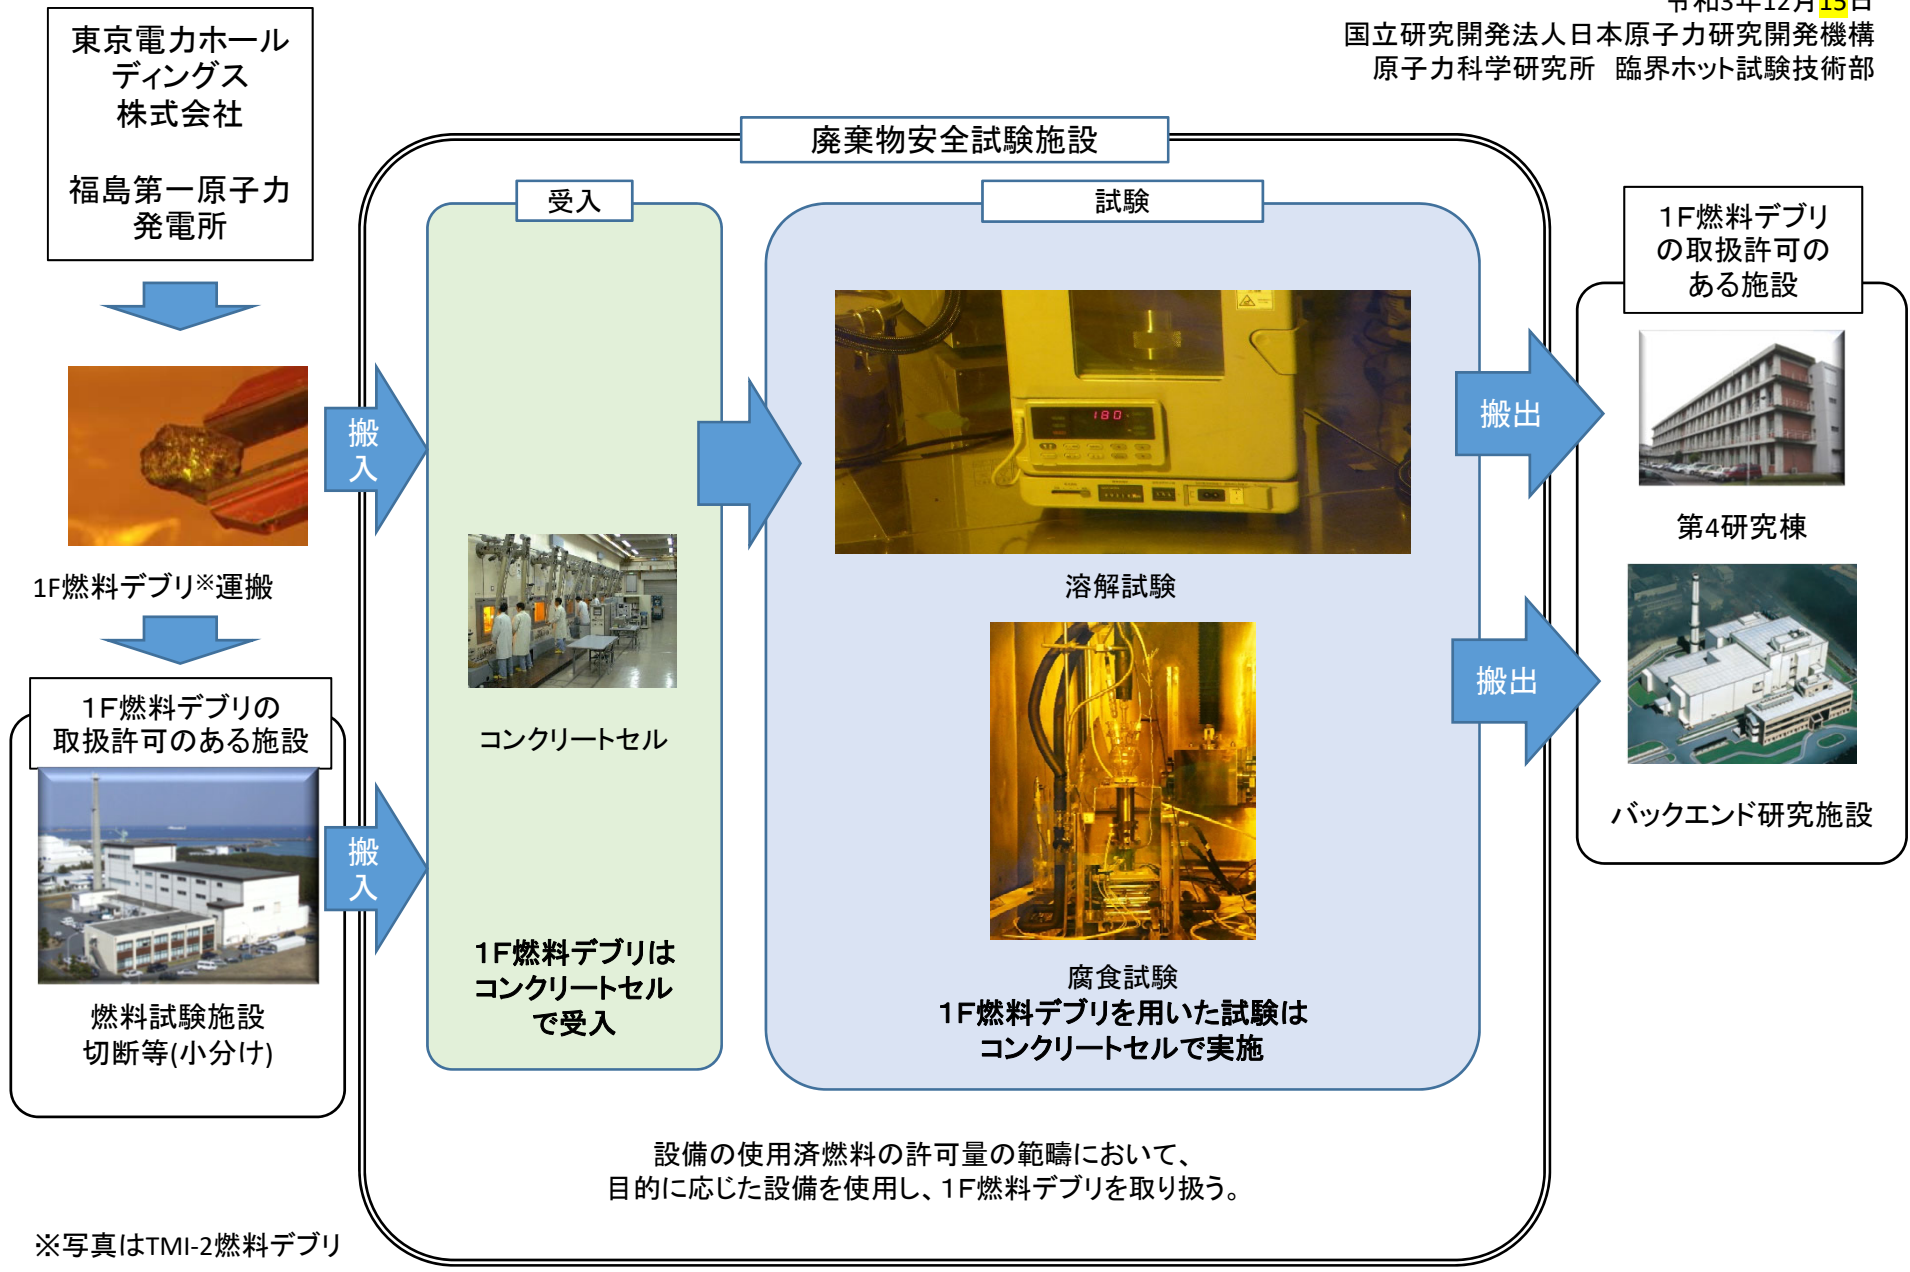 令和3年12月15日
国立研究開発法人日本原子力研究開発機構
原子力科学研究所　臨界ホット試験技術部
東京電力ホール
ディングス
株式会社
福島第一原子力
発電所
1F燃料デブリ※運搬
1F燃料デブリの
取扱許可のある施設
燃料試験施設
切断等(小分け)
※写真はTMI-2燃料デブリ
搬
入
搬
入
廃棄物安全試験施設
受入
コンクリートセル
1F燃料デブリは
コンクリートセル
で受入
試験
180
溶解試験
腐食試験
1F燃料デブリを用いた試験は
コンクリートセルで実施
設備の使用済燃料の許可量の範疇において、
目的に応じた設備を使用し、1F燃料デブリを取り扱う。
搬出
搬出
1F燃料デブリ
の取扱許可の
ある施設
第4研究棟
バックエンド研究施設